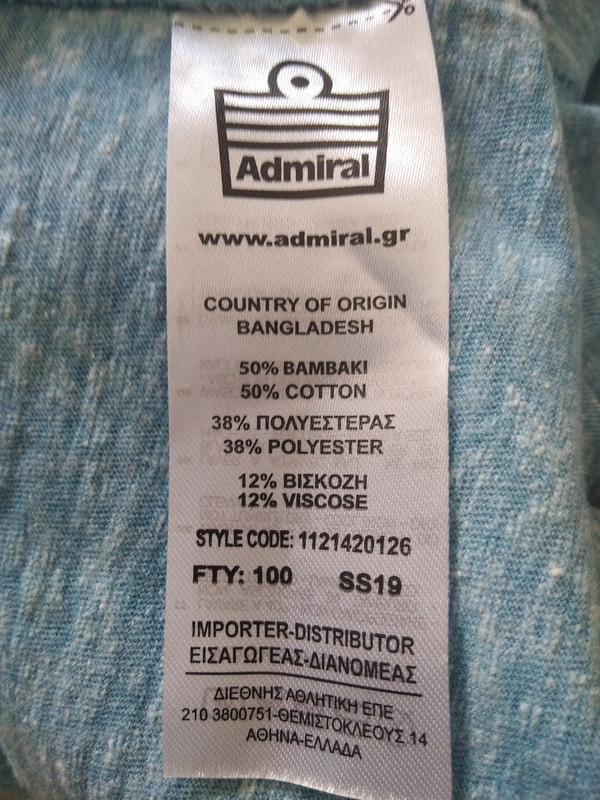 Admiral
www.admiral.gr
COUNTRY OF ORIGIN
BANGLADESH
50% ΒΑΜΒΑΚΙ
50% COTTON
38% ΠΟΛΥΕΣΤΕΡΑΣ
38% POLYESTER
12% ΒΙΣΚΟΖΗ
12% VISCOSE
STYLE CODE: 1121420126
FTY: 100 SS19
IMPORTER-DISTRIBUTOR
ΕΙΣΑΓΩΓΕΑΣ-ΔΙΑΝΟΜΕΑΣ
ΔΙΕΘΝΗΣ ΑΘΛΗΤΙΚΗ ΕΠΕ
210 3800751-ΘΕΜΙΣΤΟΚΛΕΟΥΣ 14
ΑΘΗΝΑ-ΕΛΛΑΔΑ